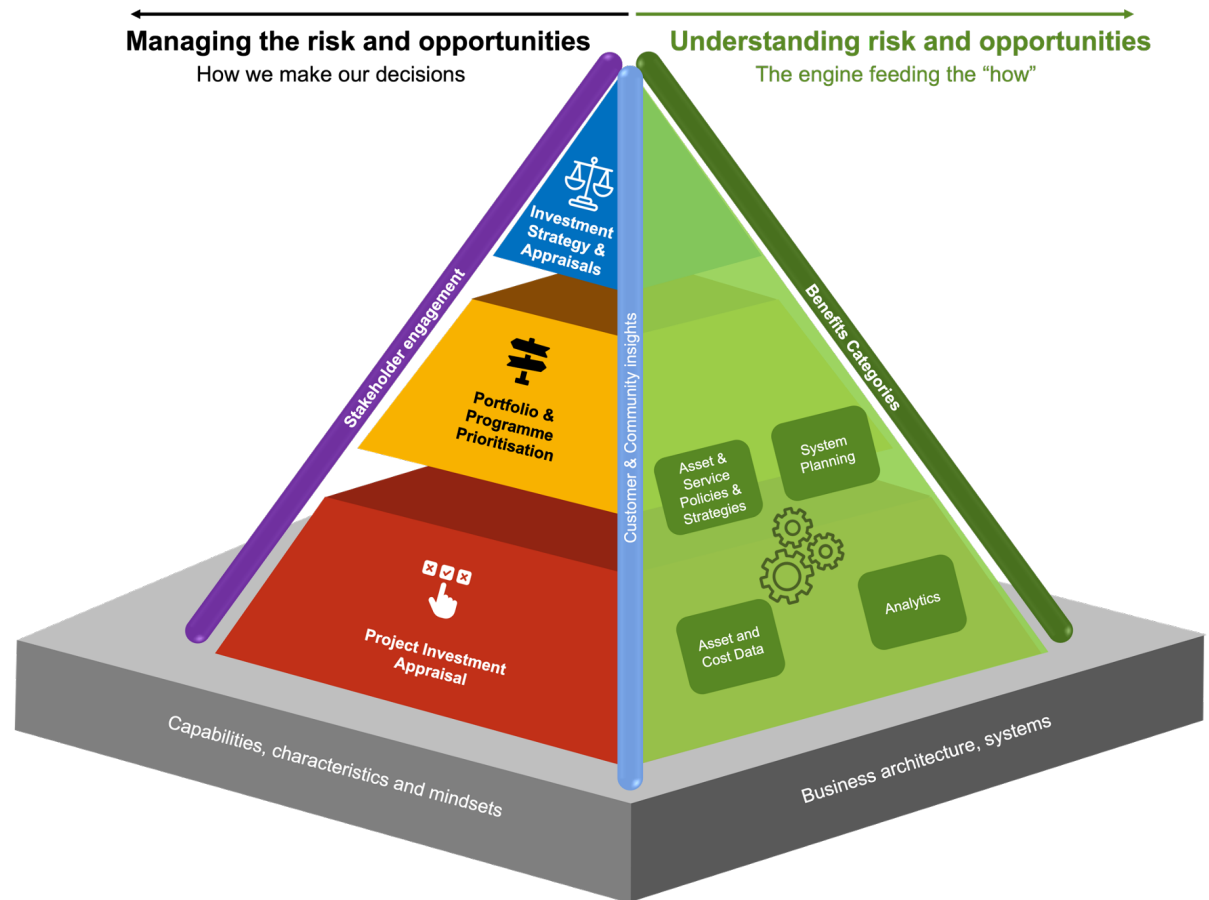 Managing the risk and opportunities
How we make our decisions
Understanding risk and opportunities
The engine feeding the “how”
Investment
Strategy &
Appraisals
Stakeholder engagement
Customer & Community insights
Benefits Categories
Portfolio &
Programme
Prioritisation
Asset &
Service
Policies &
Strategies
System
Planning
Project Investment
Appraisal
Asset and
Cost Data
Analytics
Capabilities, characteristics and mindsets
Business architecture, systems